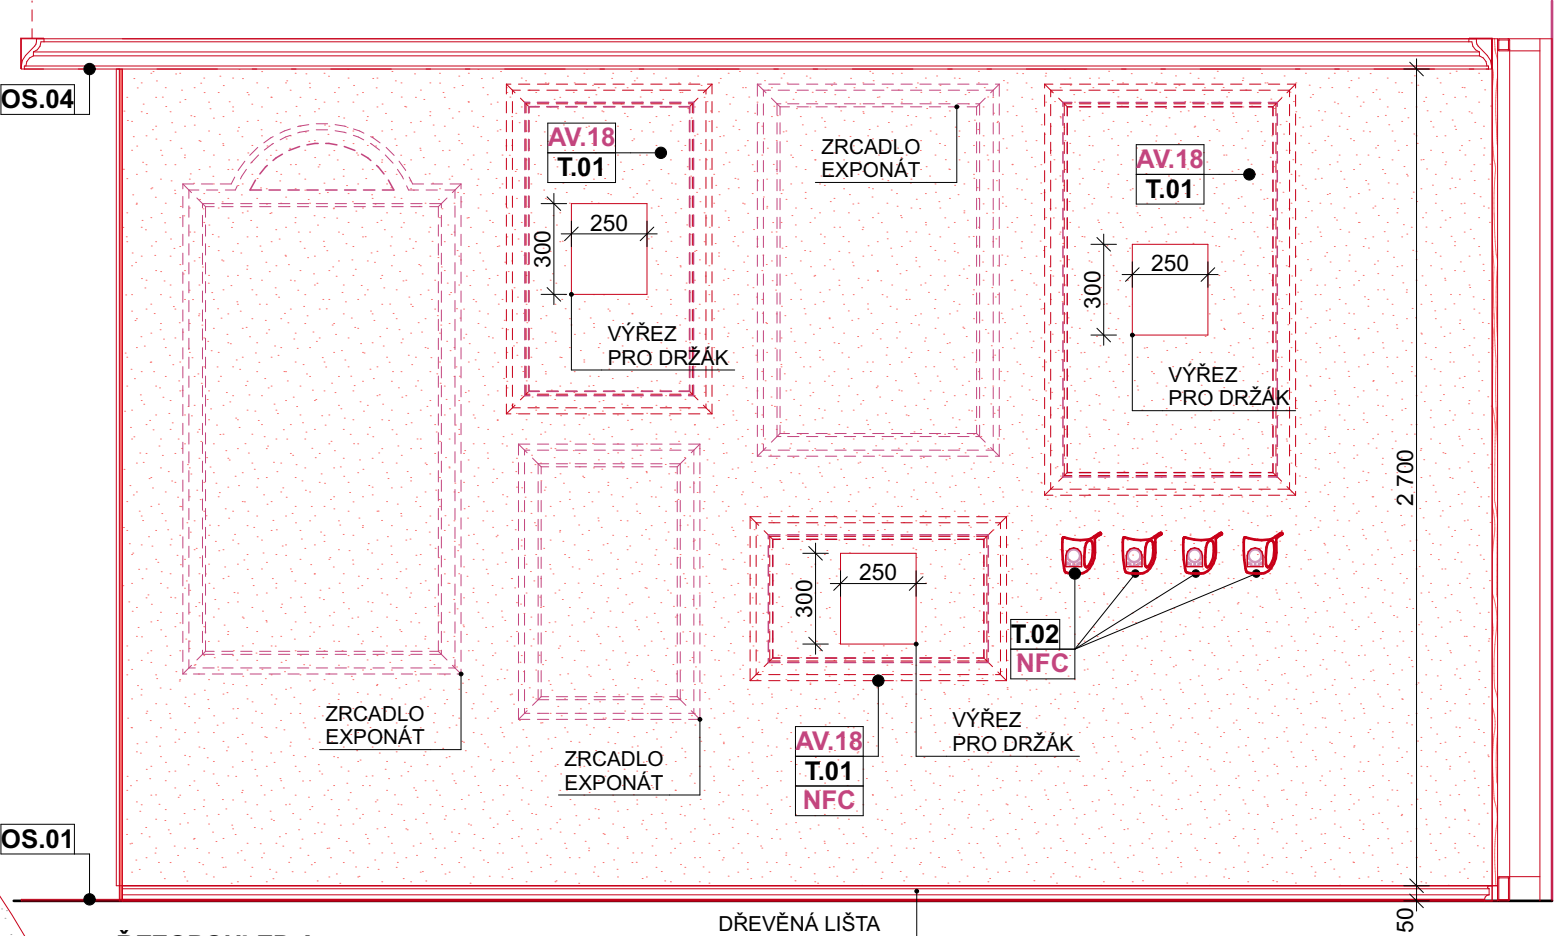 OS.04
AV.18
T.01
250
300
VÝŘEZ
PRO DRŽÁK
ZRCADLO
EXPONÁT
AV.18
T.01
250
300
VÝŘEZ
PRO DRŽÁK
2 700
250
300
T.02
NFC
ZRCADLO
EXPONÁT
ZRCADLO
EXPONÁT
AV.18
T.01
NFC
VÝŘEZ
PRO DRŽÁK
OS.01
DŘEVĚNÁ LIŠTA
50